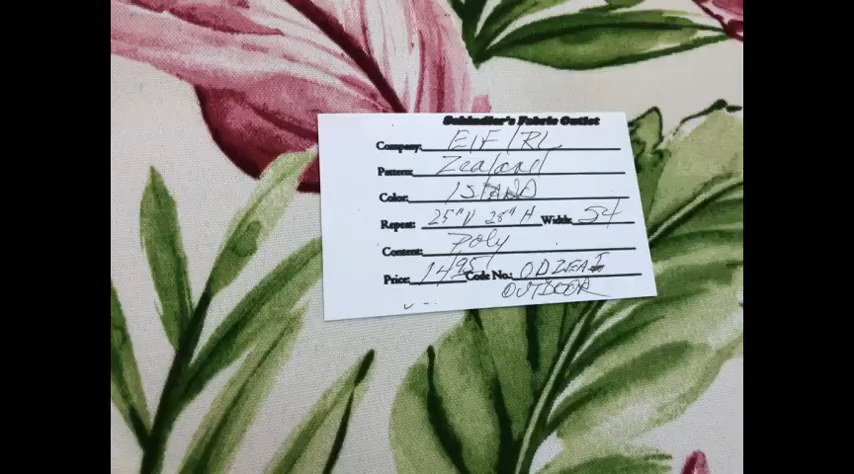 Schindler's Fabric Outlet
Company: E/F/RL
Pattern: Zealand
Color: ISLAND
Repeat: 25" V 28" H Width: 54
Content: Poly
Price: 14.95 Code No.: ODZEAI
OUTDOOR